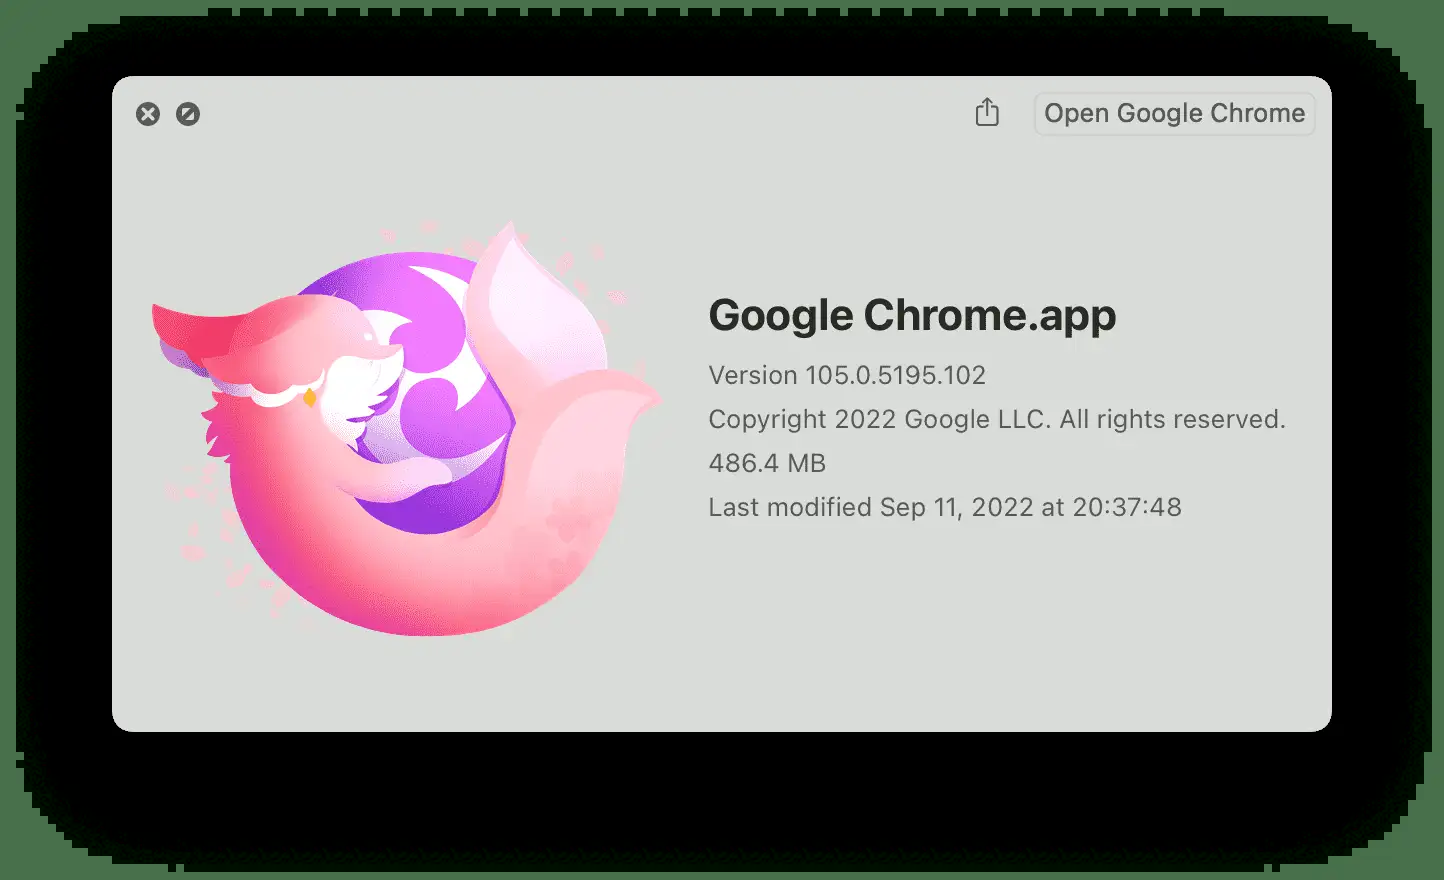 Open Google Chrome
Google Chrome.app
Version 105.0.5195.102
Copyright 2022 Google LLC. All rights reserved.
486.4 MB
Last modified Sep 11, 2022 at 20:37:48